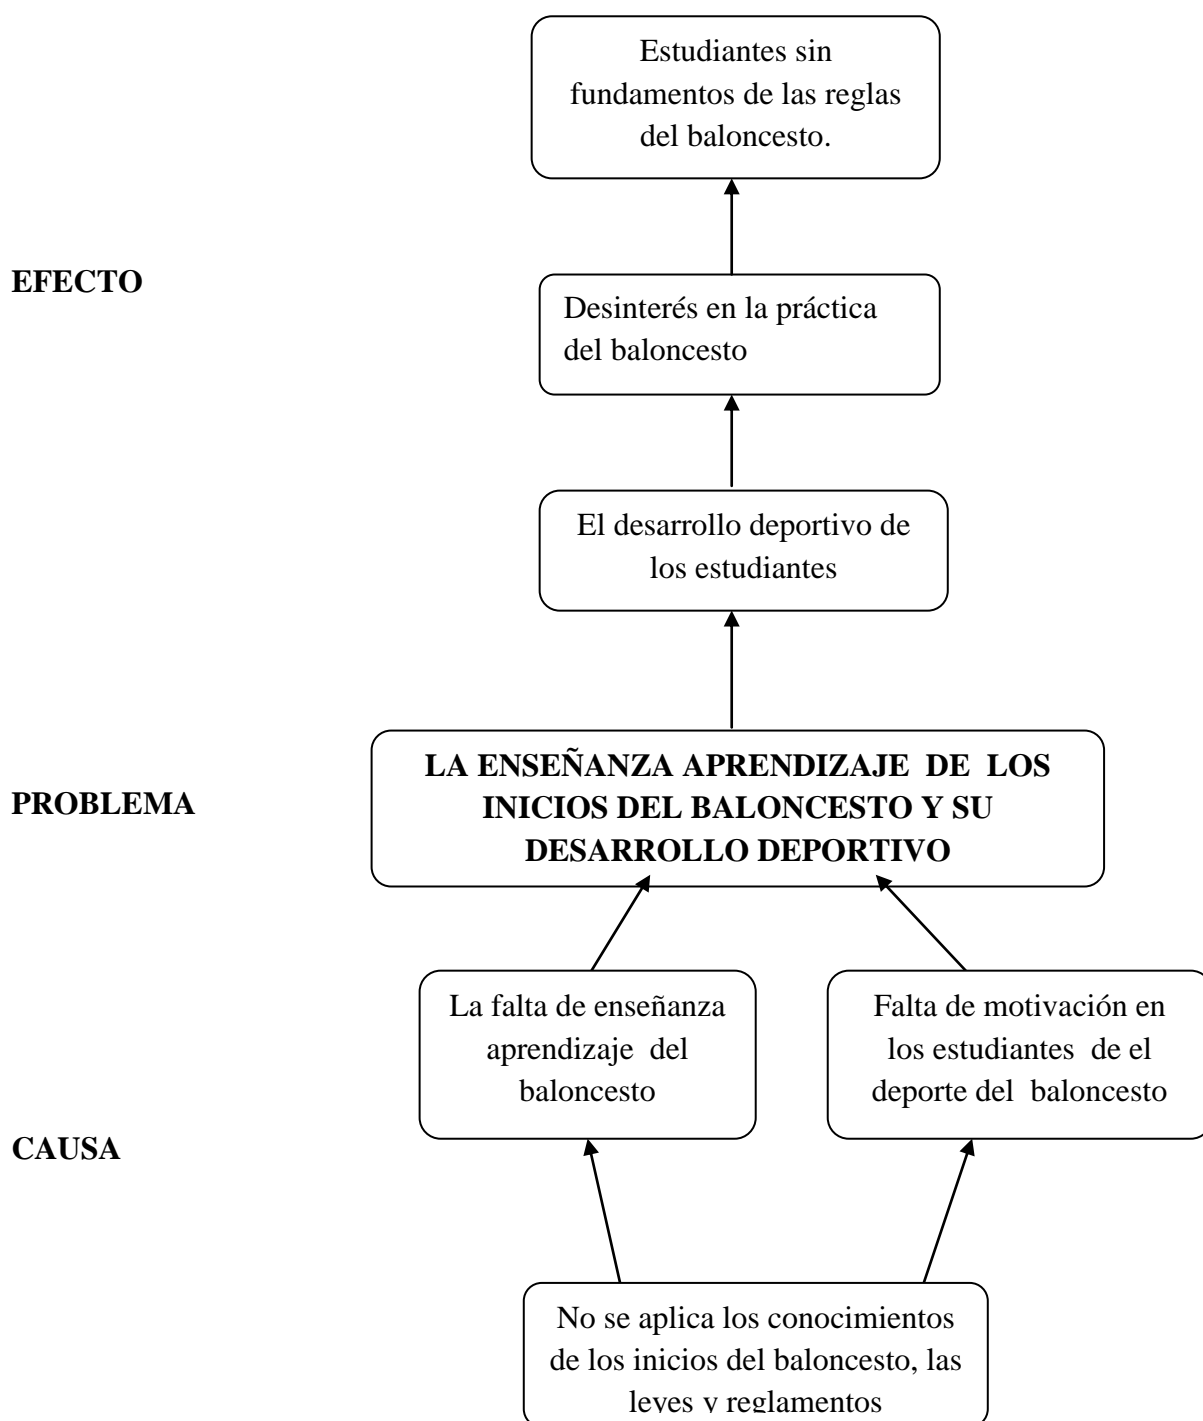 Estudiantes sin
fundamentos de las reglas
del baloncesto.
EFECTO
Desinterés en la práctica
del baloncesto
El desarrollo deportivo de
los estudiantes
PROBLEMA
LA ENSEÑANZA APRENDIZAJE DE LOS
INICIOS DEL BALONCESTO Y SU
DESARROLLO DEPORTIVO
La falta de enseñanza
aprendizaje del
baloncesto
Falta de motivación en
los estudiantes de el
deporte del baloncesto
CAUSA
No se aplica los conocimientos
de los inicios del baloncesto, las
leyes y reglamentos